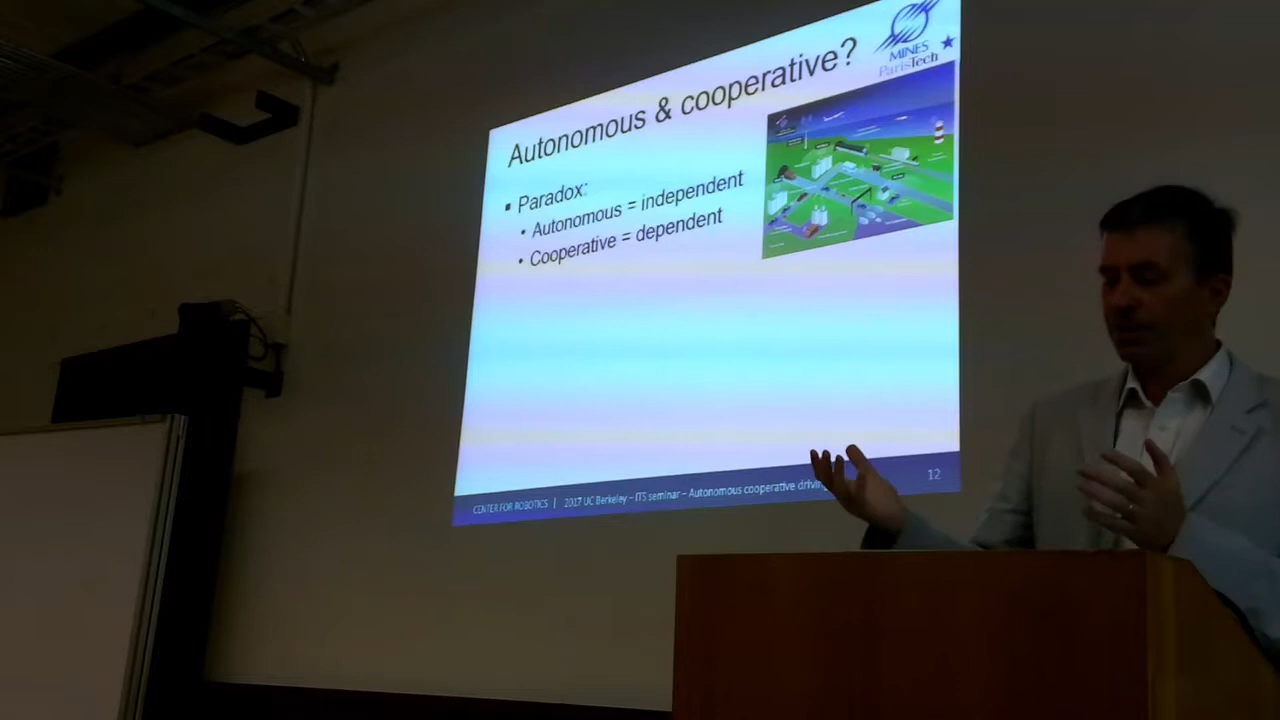 Autonomous & cooperative?
MINES
ParisTech
▪ Paradox:
• Autonomous = independent
• Cooperative = dependent
CENTER FOR ROBOTICS | 2017 UC Berkeley – ITS seminar – Autonomous cooperative
12